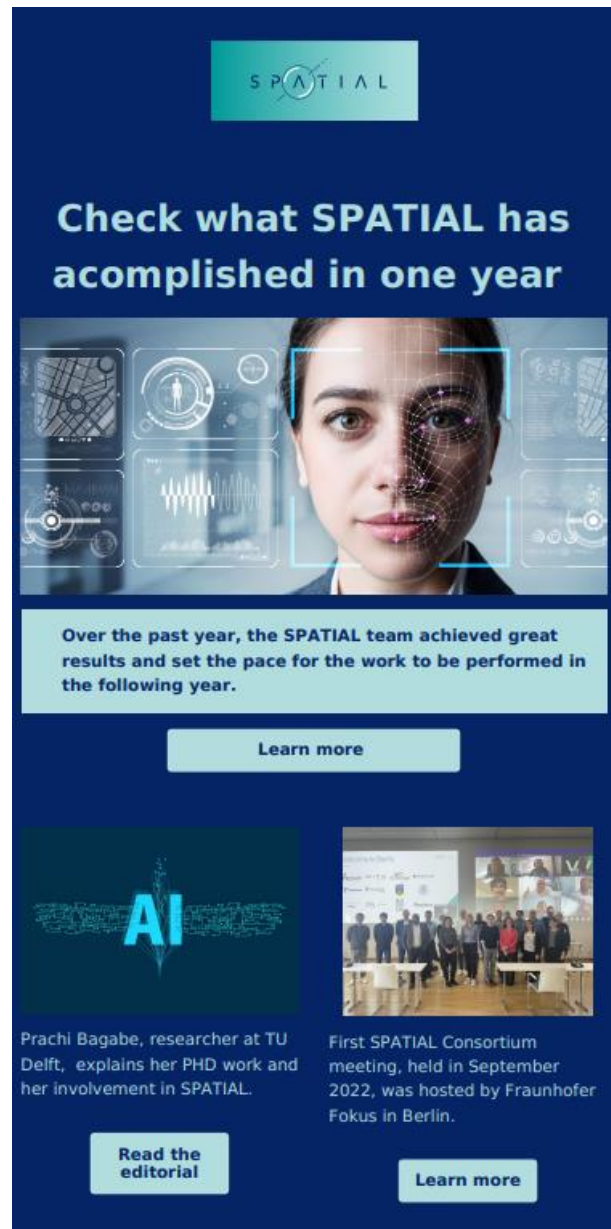 SPATIAL
Check what SPATIAL has
acomplished in one year
Over the past year, the SPATIAL team achieved great
results and set the pace for the work to be performed in
the following year.
Learn more
AI
Prachi Bagabe, researcher at TU
Delft, explains her PHD work and
her involvement in SPATIAL.
Read the
editorial
First SPATIAL Consortium
meeting, held in September
2022, was hosted by Fraunhofer
Fokus in Berlin.
Learn more